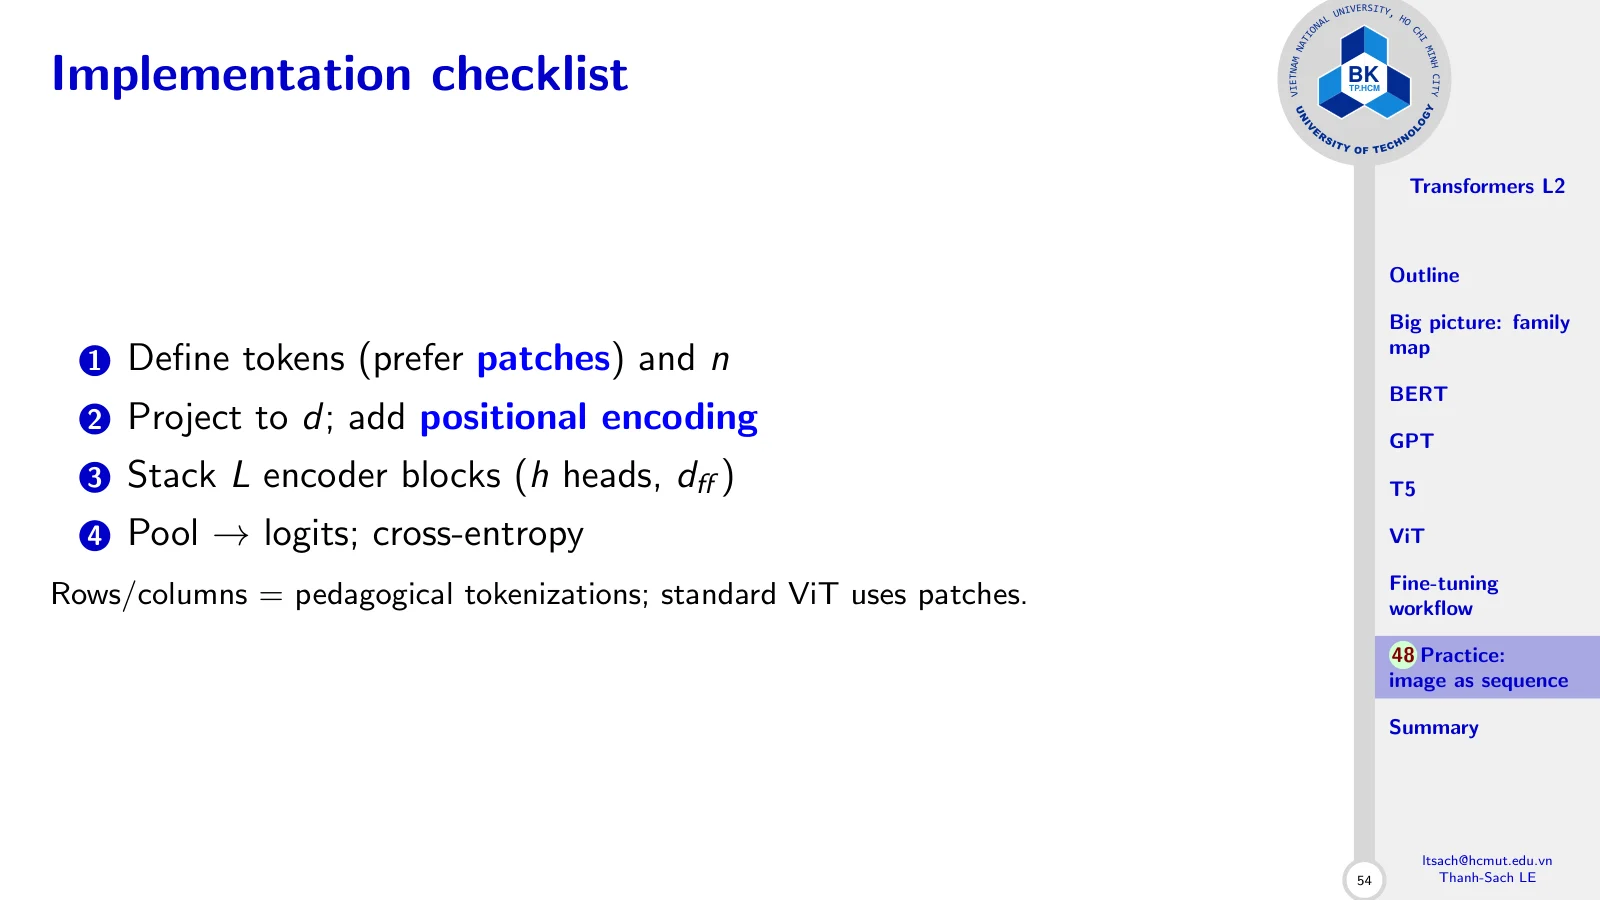 Implementation checklist
1 Define tokens (prefer patches) and n
2 Project to d; add positional encoding
3 Stack L encoder blocks (h heads, d_ff)
4 Pool → logits; cross-entropy
Rows/columns = pedagogical tokenizations; standard ViT uses patches.
VIETNAM NATIONAL UNIVERSITY, HO CHI MINH CITY
BK
TP.HCM
UNIVERSITY OF TECHNOLOGY
Transformers L2
Outline
Big picture: family
map
BERT
GPT
T5
ViT
Fine-tuning
workflow
48 Practice:
image as sequence
Summary
ltsach@hcmut.edu.vn
Thanh-Sach LE
54